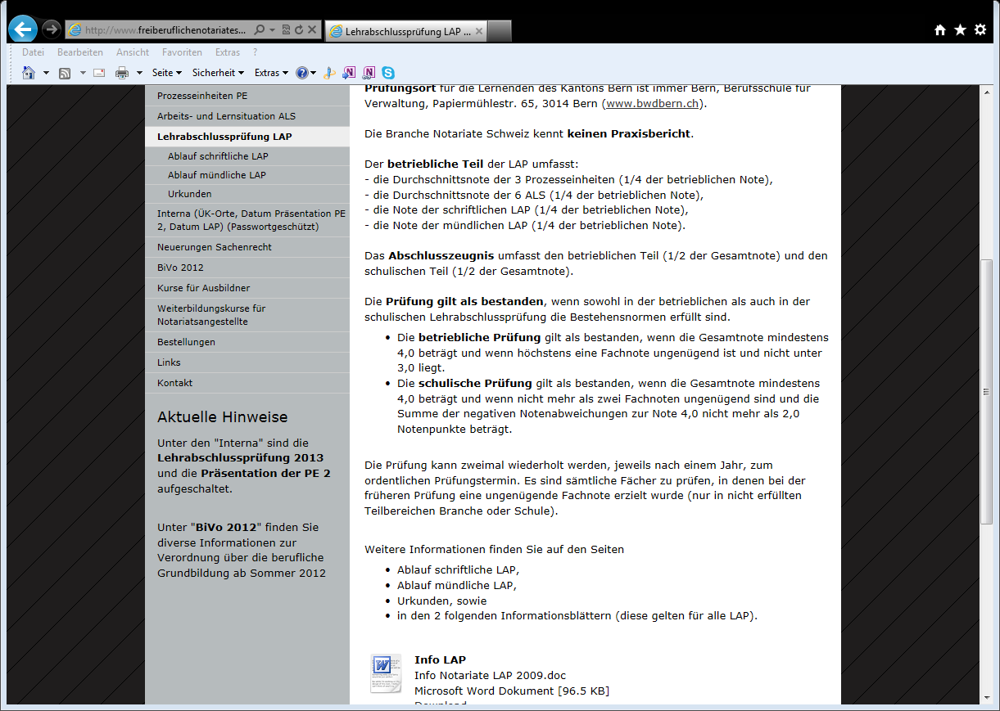 http://www.freiberuflichenotariates...
Lehrabschlussprüfung LAP ...
Datei Bearbeiten Ansicht Favoriten Extras ?
Seite Sicherheit Extras
Prozesseinheiten PE
Arbeits- und Lernsituation ALS
Lehrabschlussprüfung LAP
Ablauf schriftliche LAP
Ablauf mündliche LAP
Urkunden
Interna (ÜK-Orte, Datum Präsentation PE
2, Datum LAP) (Passwortgeschützt)
Neuerungen Sachenrecht
BiVo 2012
Kurse für Ausbildner
Weiterbildungskurse für
Notariatsangestellte
Bestellungen
Links
Kontakt
Aktuelle Hinweise
Unter den "Interna" sind die
Lehrabschlussprüfung 2013
und die Präsentation der PE 2
aufgeschaltet.
Unter "BiVo 2012" finden Sie
diverse Informationen zur
Verordnung über die berufliche
Grundbildung ab Sommer 2012
Prüfungsort für die Lernenden des Kantons Bern ist immer Bern, Berufsschule für
Verwaltung, Papiermühlestr. 65, 3014 Bern (www.bwdbern.ch).
Die Branche Notariate Schweiz kennt keinen Praxisbericht.
Der betriebliche Teil der LAP umfasst:
- die Durchschnittsnote der 3 Prozesseinheiten (1/4 der betrieblichen Note),
- die Durchschnittsnote der 6 ALS (1/4 der betrieblichen Note),
- die Note der schriftlichen LAP (1/4 der betrieblichen Note),
- die Note der mündlichen LAP (1/4 der betrieblichen Note).
Das Abschlusszeugnis umfasst den betrieblichen Teil (1/2 der Gesamtnote) und den
schulischen Teil (1/2 der Gesamtnote).
Die Prüfung gilt als bestanden, wenn sowohl in der betrieblichen als auch in der
schulischen Lehrabschlussprüfung die Bestehensnormen erfüllt sind.
• Die betriebliche Prüfung gilt als bestanden, wenn die Gesamtnote mindestens
4,0 beträgt und wenn höchstens eine Fachnote ungenügend ist und nicht unter
3,0 liegt.
• Die schulische Prüfung gilt als bestanden, wenn die Gesamtnote mindestens
4,0 beträgt und wenn nicht mehr als zwei Fachnoten ungenügend sind und die
Summe der negativen Notenabweichungen zur Note 4,0 nicht mehr als 2,0
Notenpunkte beträgt.
Die Prüfung kann zweimal wiederholt werden, jeweils nach einem Jahr, zum
ordentlichen Prüfungstermin. Es sind sämtliche Fächer zu prüfen, in denen bei der
früheren Prüfung eine ungenügende Fachnote erzielt wurde (nur in nicht erfüllten
Teilbereichen Branche oder Schule).
Weitere Informationen finden Sie auf den Seiten
• Ablauf schriftliche LAP,
• Ablauf mündliche LAP,
• Urkunden, sowie
• in den 2 folgenden Informationsblättern (diese gelten für alle LAP).
Info LAP
Info Notariate LAP 2009.doc
Microsoft Word Dokument [96.5 KB]
Download